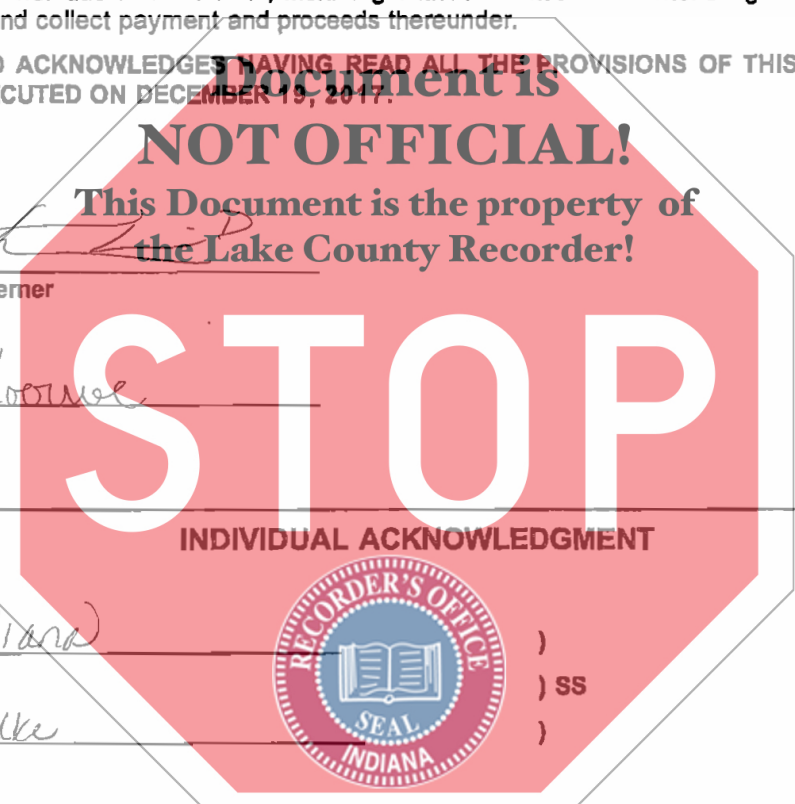 nd collect payment and proceeds thereunder.
ACKNOWLEDGES HAVING READ ALL THE PROVISIONS OF THIS
CUTED ON DECEMBER 19, 2017.
Document is
NOT OFFICIAL!
This Document is the property of
the Lake County Recorder!
erner
STOP
INDIVIDUAL ACKNOWLEDGMENT
RECORDER'S OFFICE
SEAL
INDIANA
iana
)
) SS
)